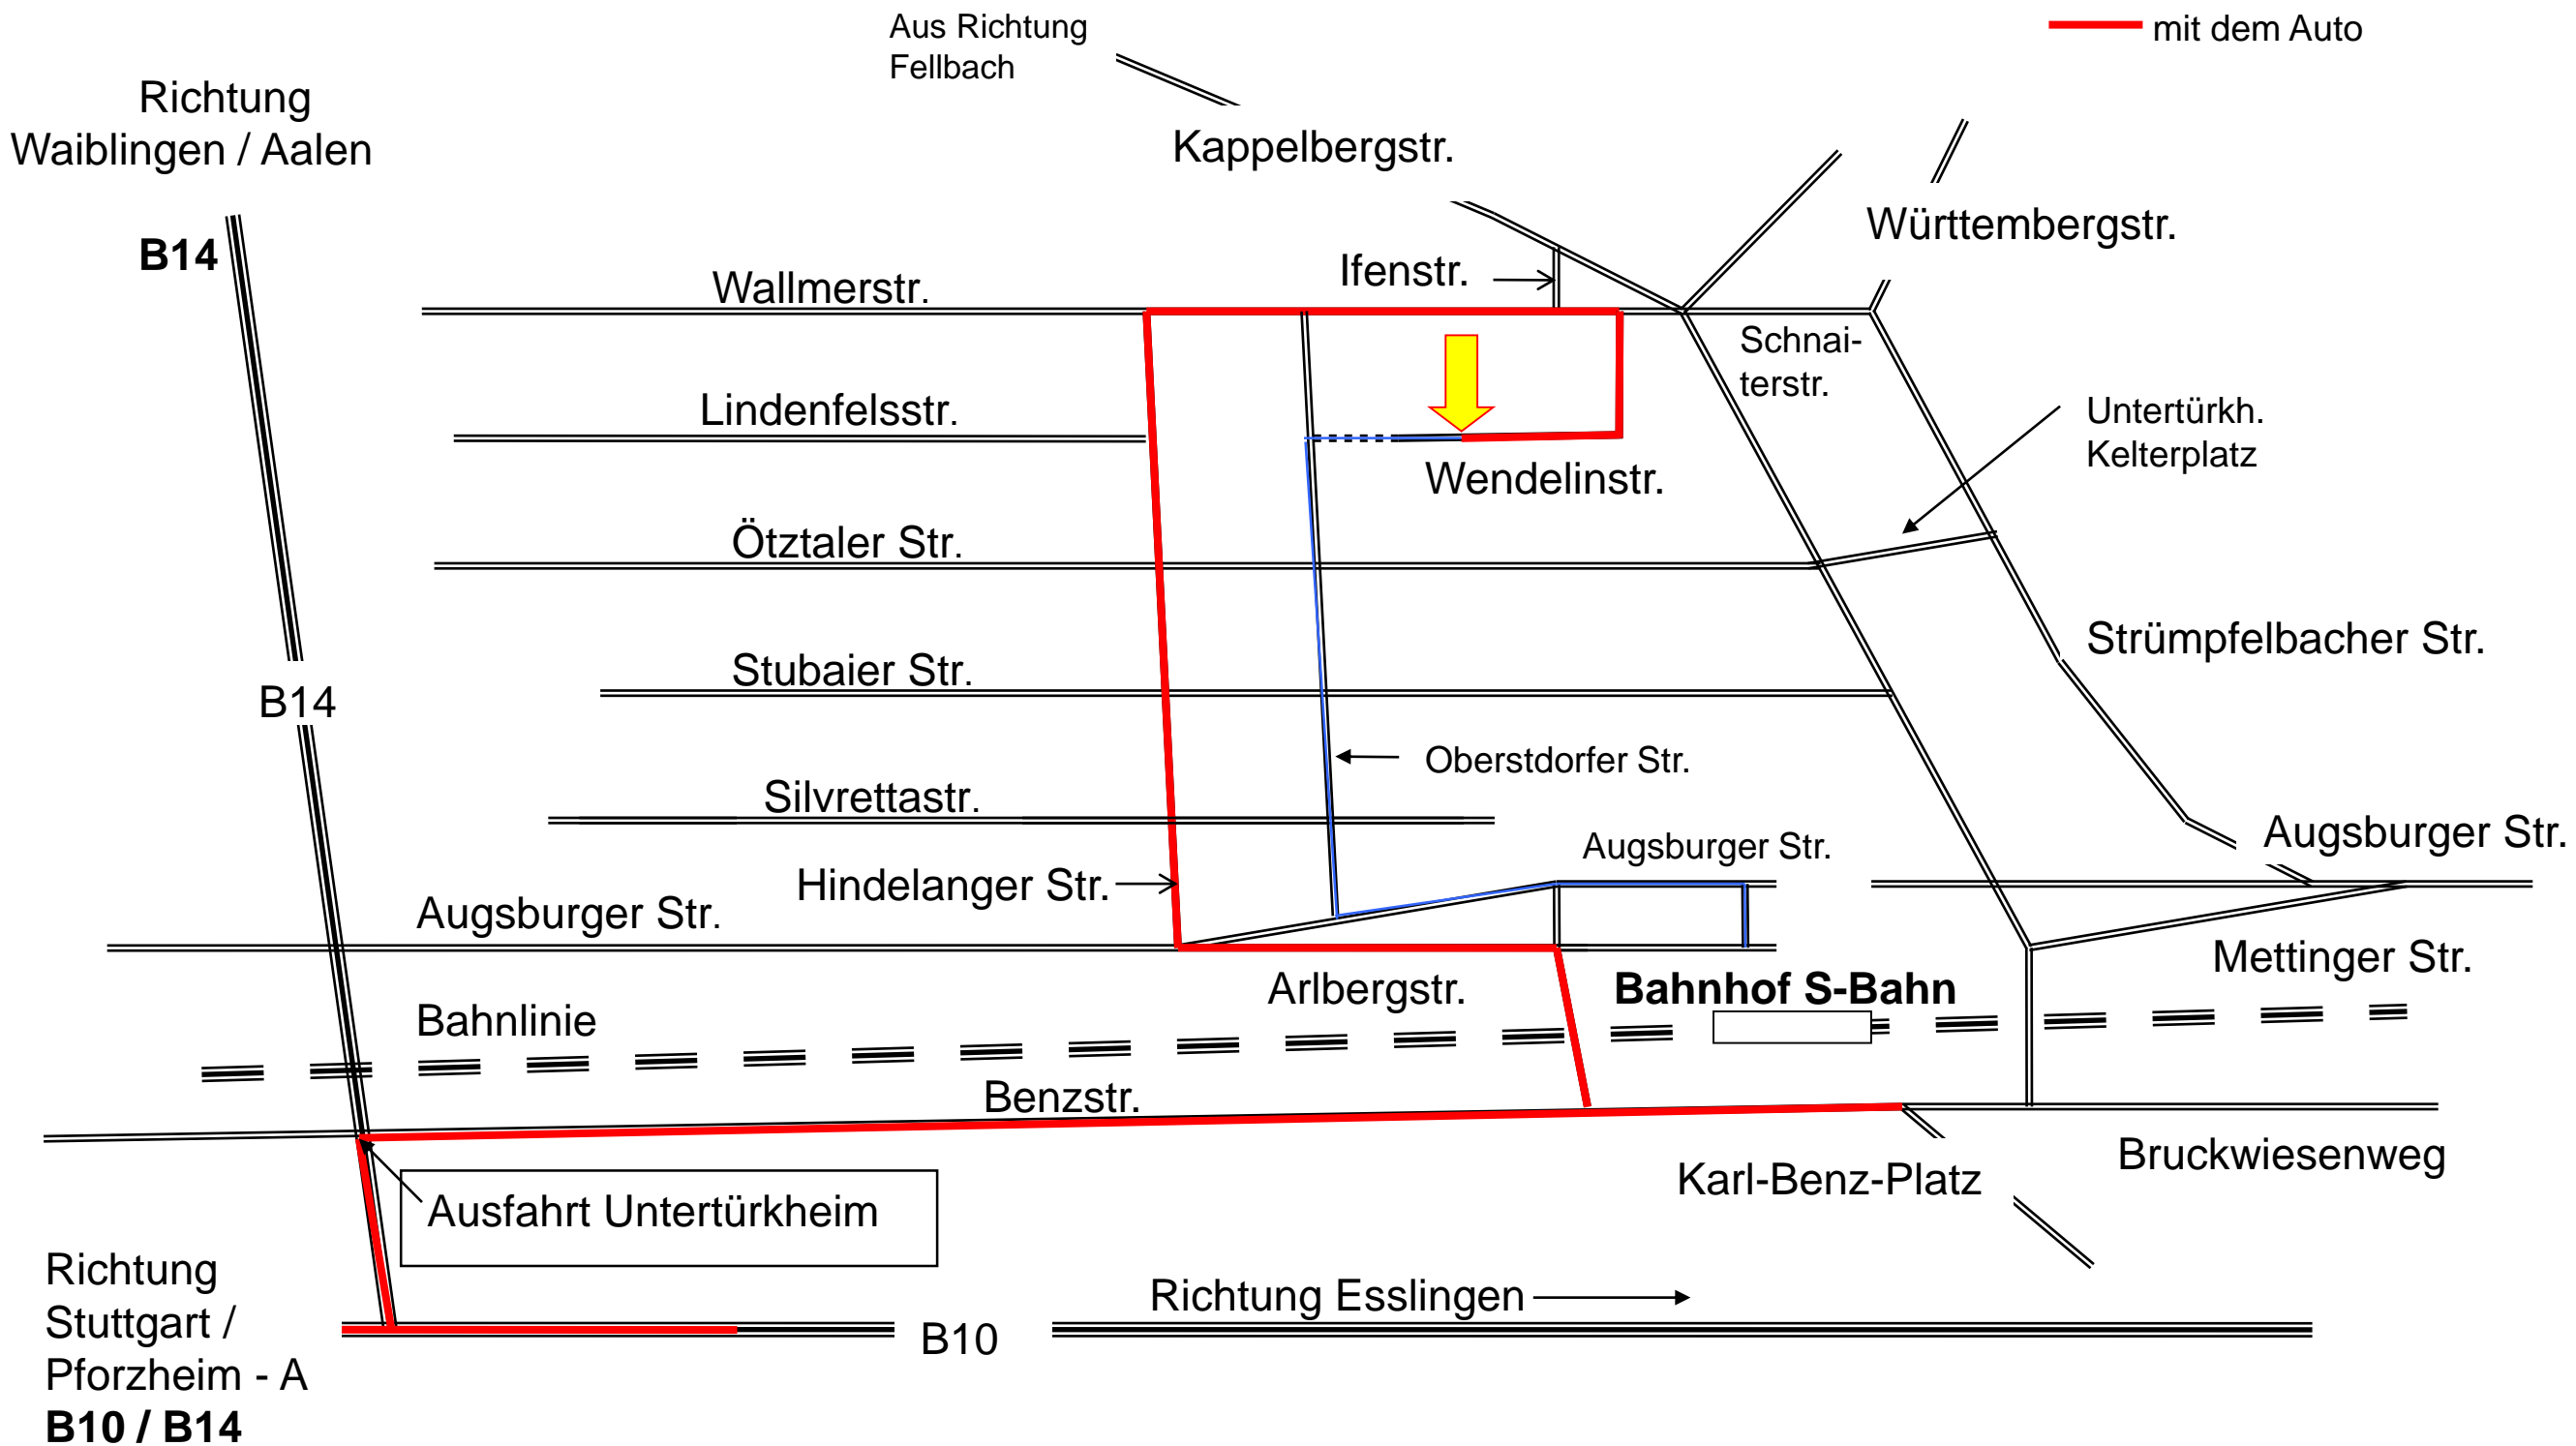 Aus Richtung
Fellbach
mit dem Auto
Richtung
Waiblingen / Aalen
Kappelbergstr.
B14
Württembergstr.
Ifenstr.
Wallmerstr.
Schnai-
terstr.
Lindenfelsstr.
Untertürkh.
Kelterplatz
Wendelinstr.
Ötztaler Str.
Strümpfelbacher Str.
Stubaier Str.
B14
Oberstdorfer Str.
Silvrettastr.
Augsburger Str.
Augsburger Str.
Hindelanger Str.
Augsburger Str.
Mettinger Str.
Arlbergstr.
Bahnhof S-Bahn
Bahnlinie
Benzstr.
Bruckwiesenweg
Karl-Benz-Platz
Ausfahrt Untertürkheim
Richtung
Stuttgart /
Pforzheim - A
B10 / B14
Richtung Esslingen
B10